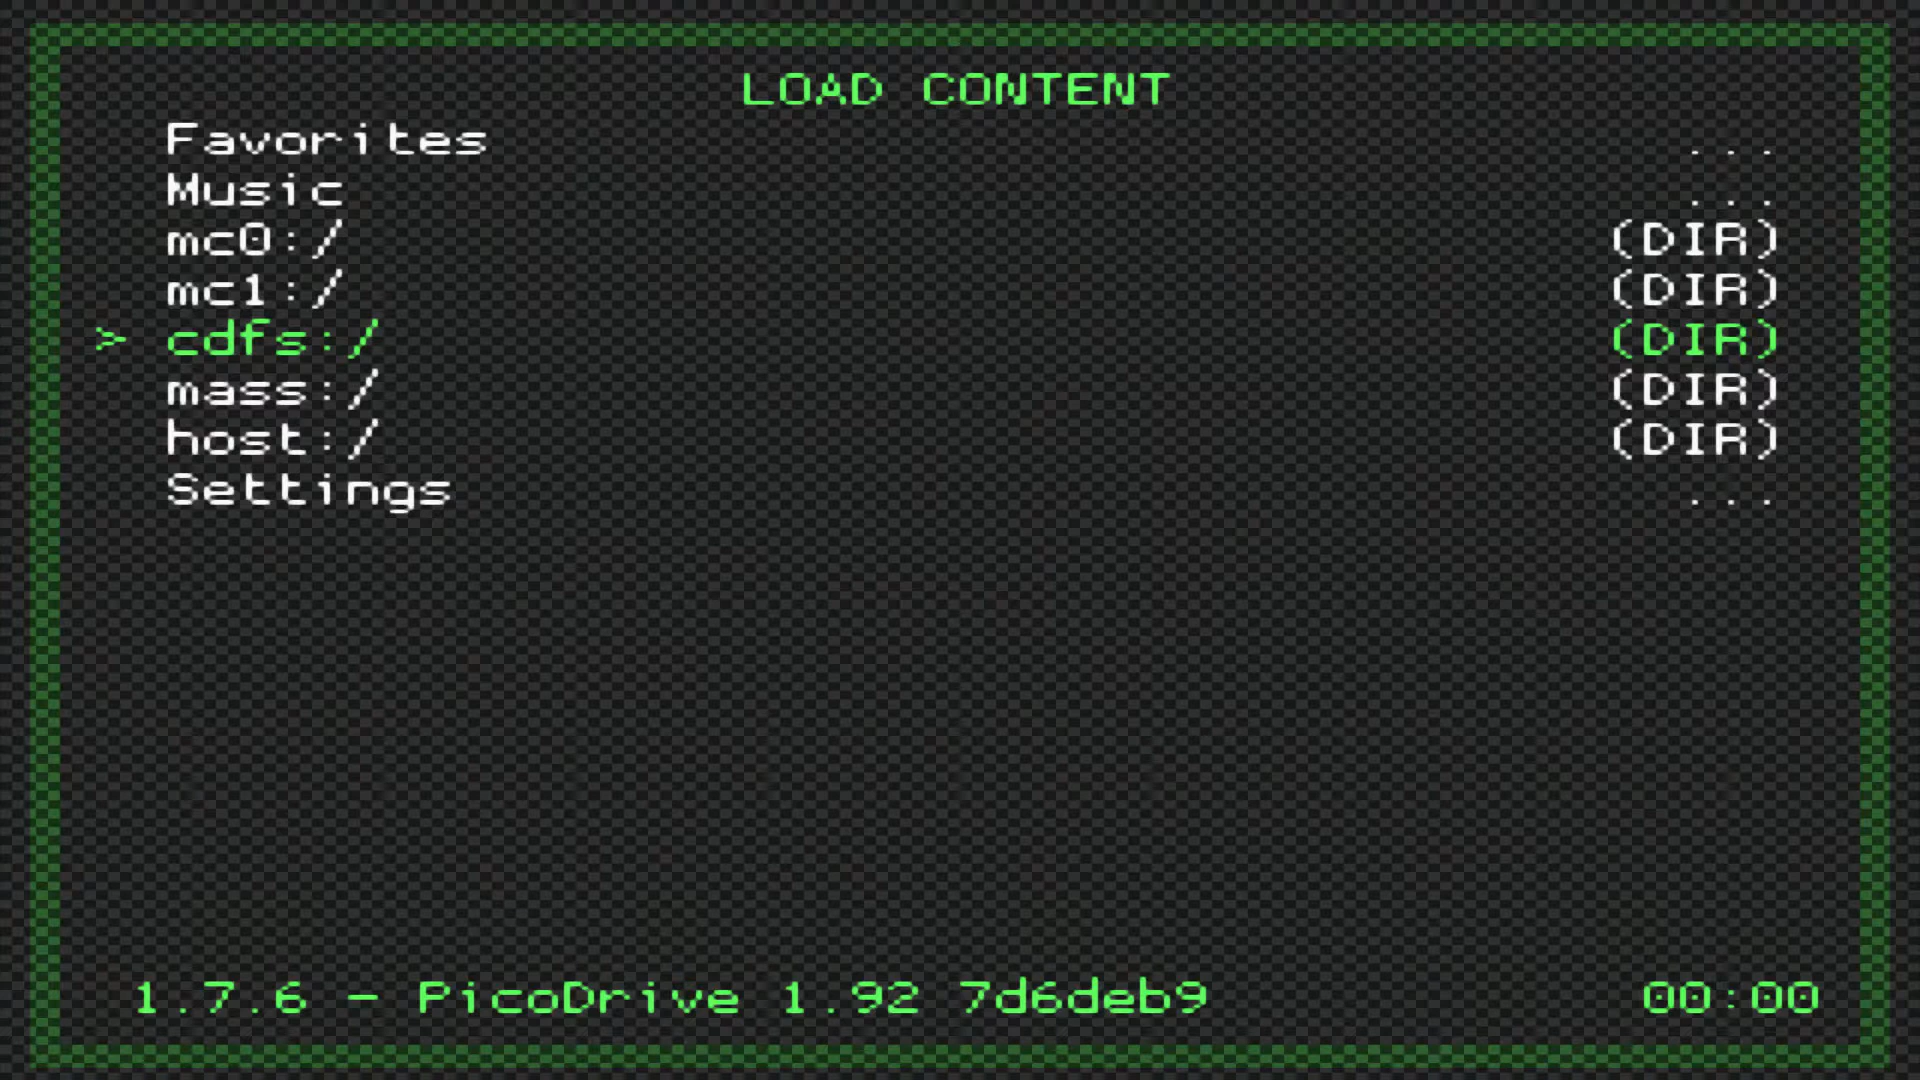 LOAD CONTENT
Favorites ...
Music ...
mc0:/ (DIR)
mc1:/ (DIR)
> cdfs:/ (DIR)
mass:/ (DIR)
host:/ (DIR)
Settings ...
1.7.6 - PicoDrive 1.92 7d6deb9 00:00